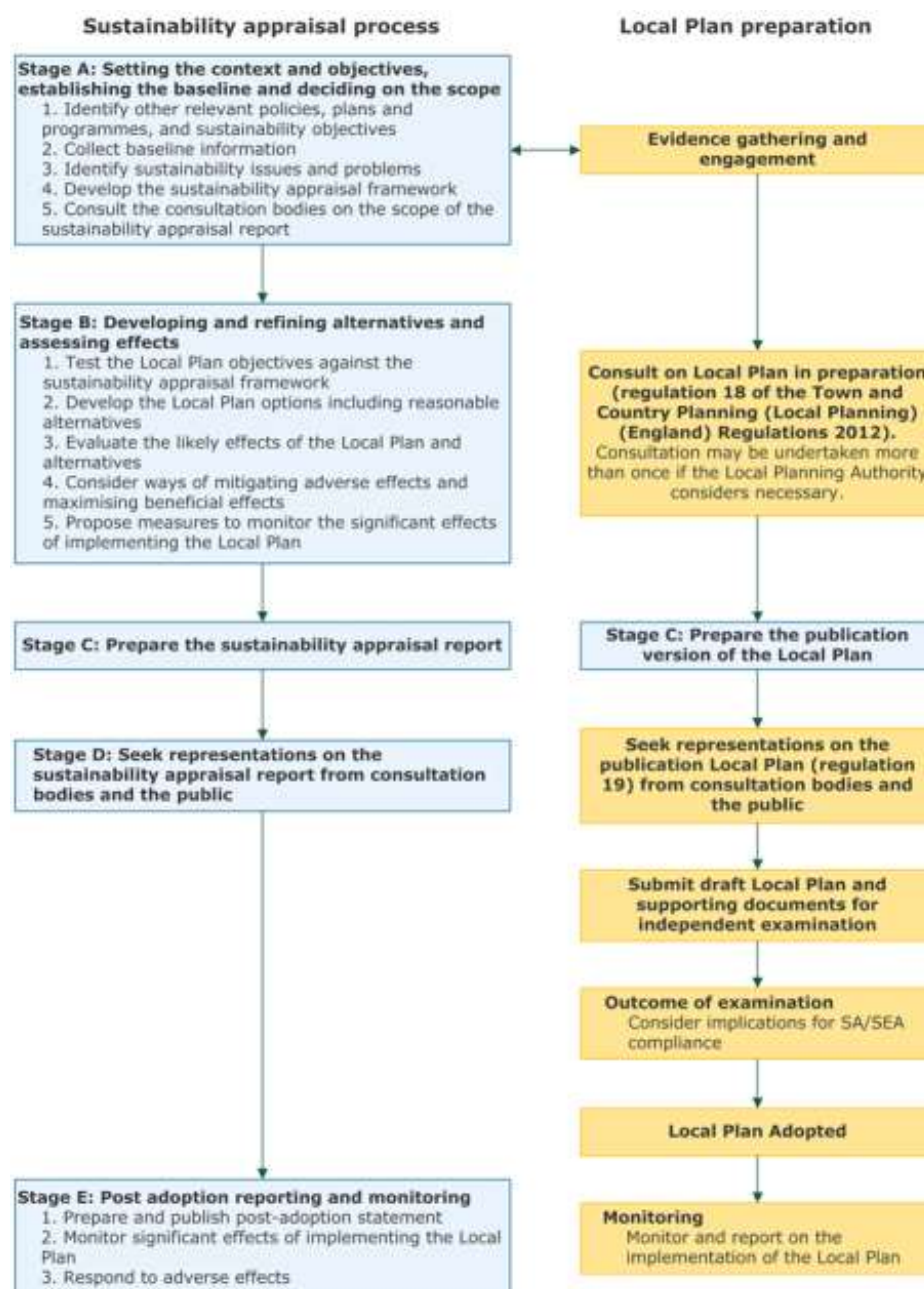 Sustainability appraisal process
Stage A: Setting the context and objectives,
establishing the baseline and deciding on the scope
1. Identify other relevant policies, plans and
programmes, and sustainability objectives
2. Collect baseline information
3. Identify sustainability issues and problems
4. Develop the sustainability appraisal framework
5. Consult the consultation bodies on the scope of the
sustainability appraisal report
Stage B: Developing and refining alternatives and
assessing effects
1. Test the Local Plan objectives against the
sustainability appraisal framework
2. Develop the Local Plan options including reasonable
alternatives
3. Evaluate the likely effects of the Local Plan and
alternatives
4. Consider ways of mitigating adverse effects and
maximising beneficial effects
5. Propose measures to monitor the significant effects
of implementing the Local Plan
Stage C: Prepare the sustainability appraisal report
Stage D: Seek representations on the
sustainability appraisal report from consultation
bodies and the public
Stage E: Post adoption reporting and monitoring
1. Prepare and publish post-adoption statement
2. Monitor significant effects of implementing the Local
Plan
3. Respond to adverse effects
Local Plan preparation
Evidence gathering and
engagement
Consult on Local Plan in preparation
(regulation 18 of the Town and
Country Planning (Local Planning)
(England) Regulations 2012).
Consultation may be undertaken more
than once if the Local Planning Authority
considers necessary.
Stage C: Prepare the publication
version of the Local Plan
Seek representations on the
publication Local Plan (regulation
19) from consultation bodies and
the public
Submit draft Local Plan and
supporting documents for
independent examination
Outcome of examination
Consider implications for SA/SEA
compliance
Local Plan Adopted
Monitoring
Monitor and report on the
implementation of the Local Plan